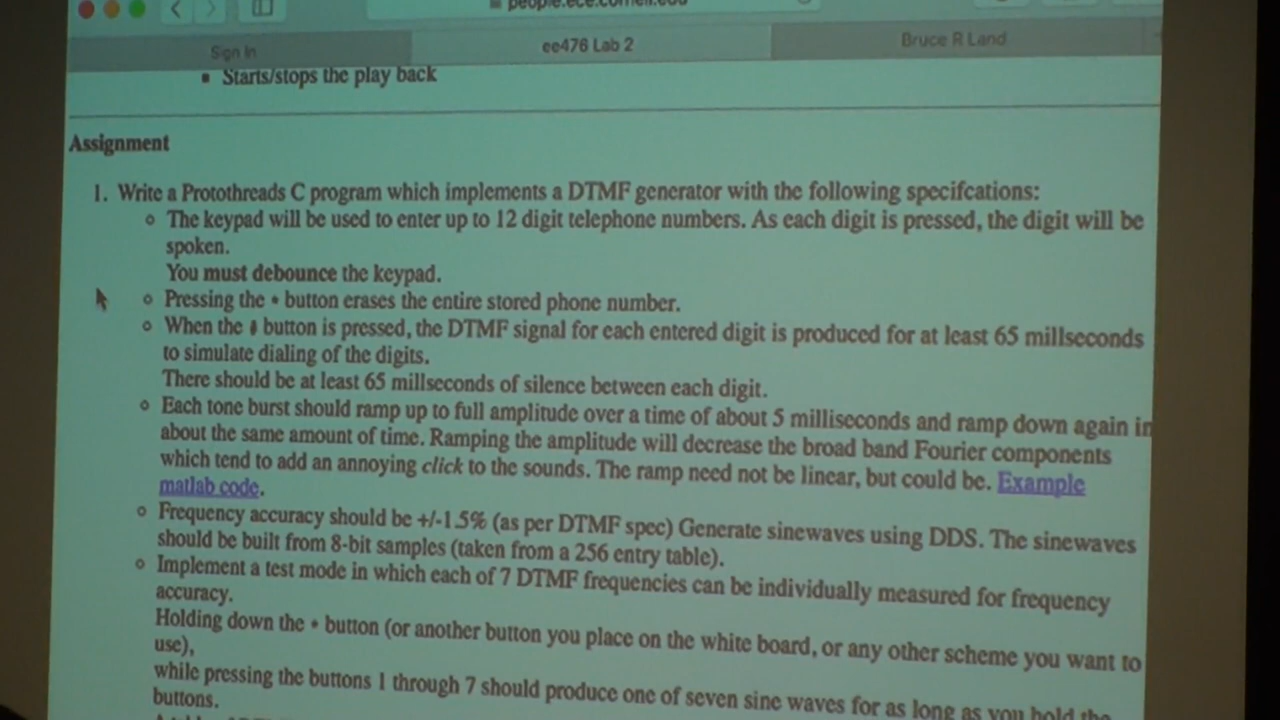 people.ece.cornell.edu
Sign In
ee476 Lab 2
Bruce R Land
▪ Starts/stops the play back
Assignment
1. Write a Protothreads C program which implements a DTMF generator with the following specifcations:
o The keypad will be used to enter up to 12 digit telephone numbers. As each digit is pressed, the digit will be
spoken.
You must debounce the keypad.
o Pressing the * button erases the entire stored phone number.
o When the # button is pressed, the DTMF signal for each entered digit is produced for at least 65 millseconds
to simulate dialing of the digits.
There should be at least 65 millseconds of silence between each digit.
o Each tone burst should ramp up to full amplitude over a time of about 5 milliseconds and ramp down again in
about the same amount of time. Ramping the amplitude will decrease the broad band Fourier components
which tend to add an annoying click to the sounds. The ramp need not be linear, but could be. Example
matlab code.
o Frequency accuracy should be +/-1.5% (as per DTMF spec) Generate sinewaves using DDS. The sinewaves
should be built from 8-bit samples (taken from a 256 entry table).
o Implement a test mode in which each of 7 DTMF frequencies can be individually measured for frequency
accuracy.
Holding down the * button (or another button you place on the white board, or any other scheme you want to
use),
while pressing the buttons 1 through 7 should produce one of seven sine waves for as long as you hold the
buttons.